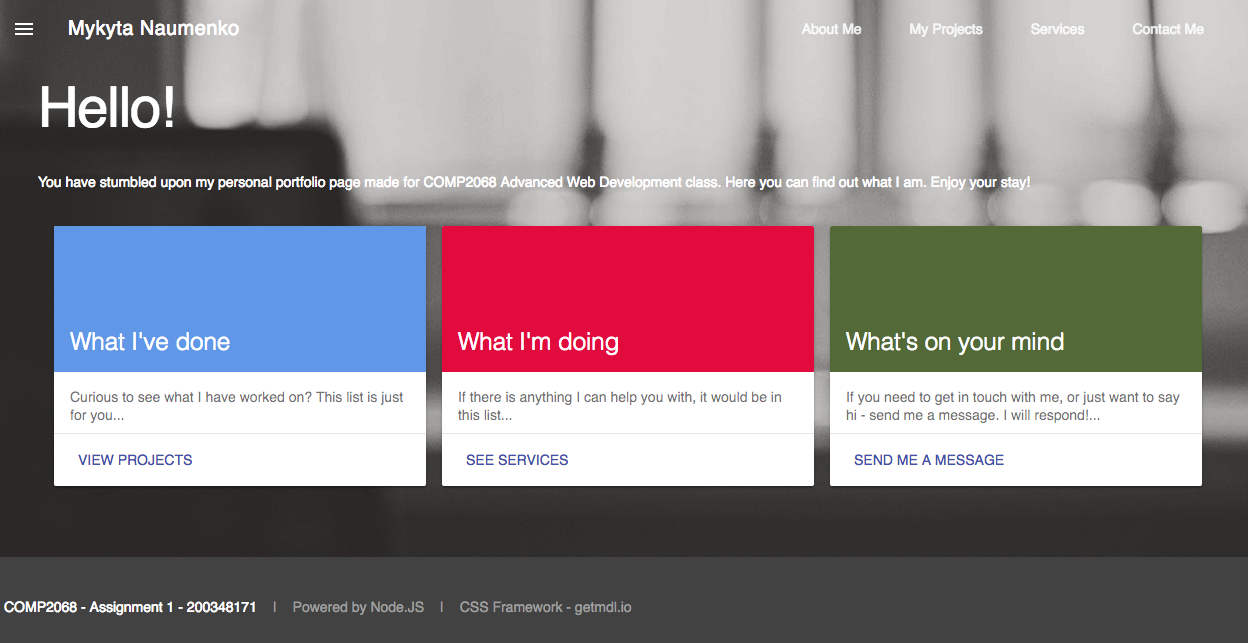 Mykyta Naumenko
About Me
My Projects
Services
Contact Me
Hello!
You have stumbled upon my personal portfolio page made for COMP2068 Advanced Web Development class. Here you can find out what I am. Enjoy your stay!
What I've done
Curious to see what I have worked on? This list is just
for you...
VIEW PROJECTS
What I'm doing
If there is anything I can help you with, it would be in
this list...
SEE SERVICES
What's on your mind
If you need to get in touch with me, or just want to say
hi - send me a message. I will respond!...
SEND ME A MESSAGE
COMP2068 - Assignment 1 - 200348171 | Powered by Node.JS | CSS Framework - getmdl.io